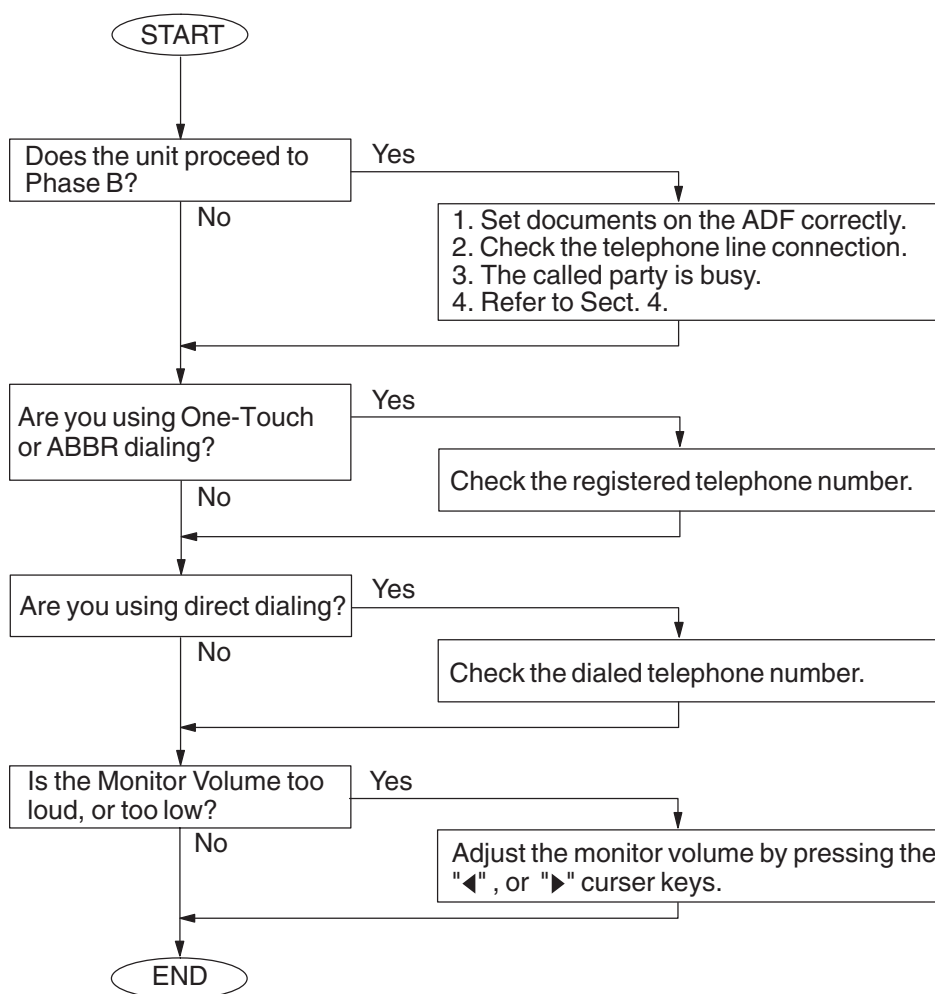 START
Does the unit proceed to
Phase B?
Yes
No
1. Set documents on the ADF correctly.
2. Check the telephone line connection.
3. The called party is busy.
4. Refer to Sect. 4.
Are you using One-Touch
or ABBR dialing?
Yes
No
Check the registered telephone number.
Are you using direct dialing?
Yes
No
Check the dialed telephone number.
Is the Monitor Volume too
loud, or too low?
Yes
No
Adjust the monitor volume by pressing the
"◀" , or "▶" curser keys.
END